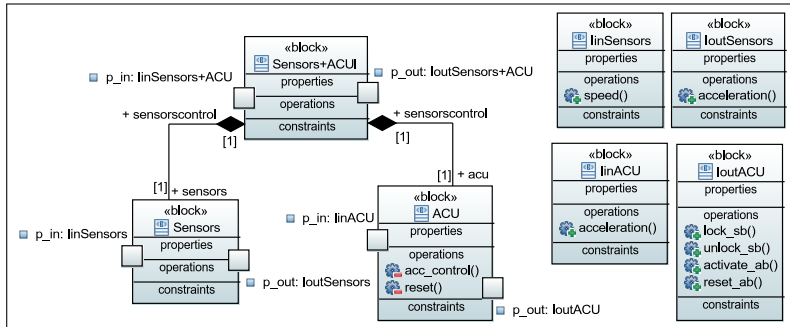 «block»
Sensors+ACUI
properties
operations
constraints
p_in: IinSensors+ACU
p_out: IoutSensors+ACU
+ sensorscontrol
[1]
+ sensorscontrol
[1]
[1]
+ sensors
[1]
+ acu
«block»
Sensors
properties
operations
constraints
p_in: IinSensors
p_out: IoutSensors
«block»
ACU
properties
operations
acc_control()
reset()
constraints
p_in: IinACU
p_out: IoutACU
«block»
IinSensors
properties
operations
speed()
constraints
«block»
IoutSensors
properties
operations
acceleration()
constraints
«block»
IinACU
properties
operations
acceleration()
constraints
«block»
IoutACU
properties
operations
lock_sb()
unlock_sb()
activate_ab()
reset_ab()
constraints